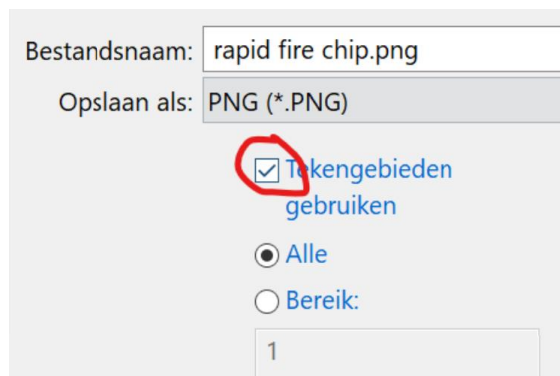 Bestandsnaam: rapid fire chip.png
Opslaan als: PNG (*.PNG)
Tekengebieden
gebruiken
Alle
Bereik:
1